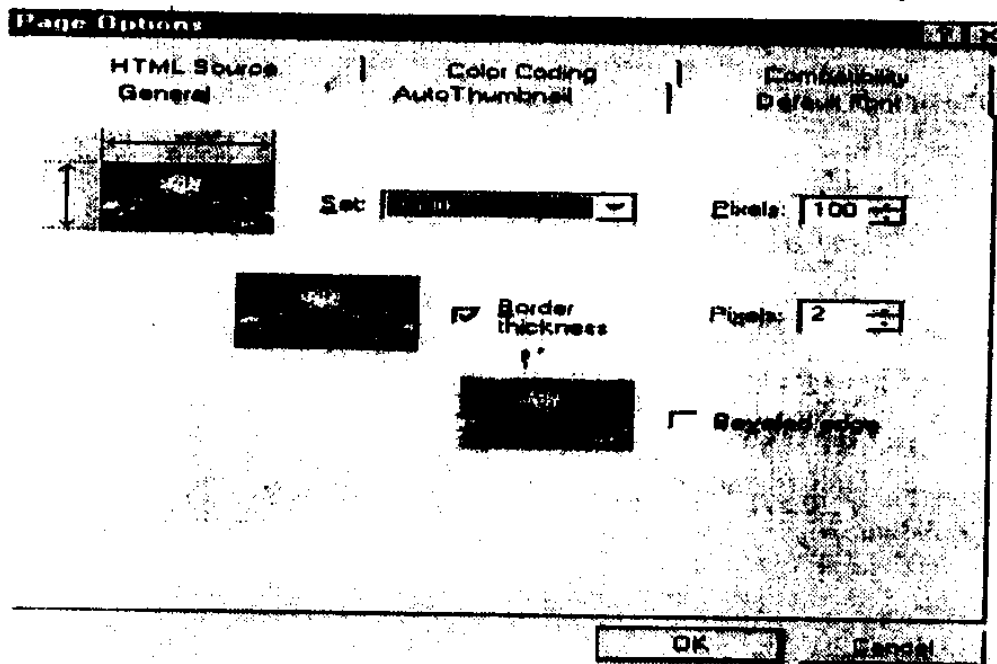 Page Options
HTML Source Color Coding Compatibility
General AutoThumbnail Default Font
Set: Pixels: 100
Border thickness Pixels: 2
Beveled edge
OK Cancel